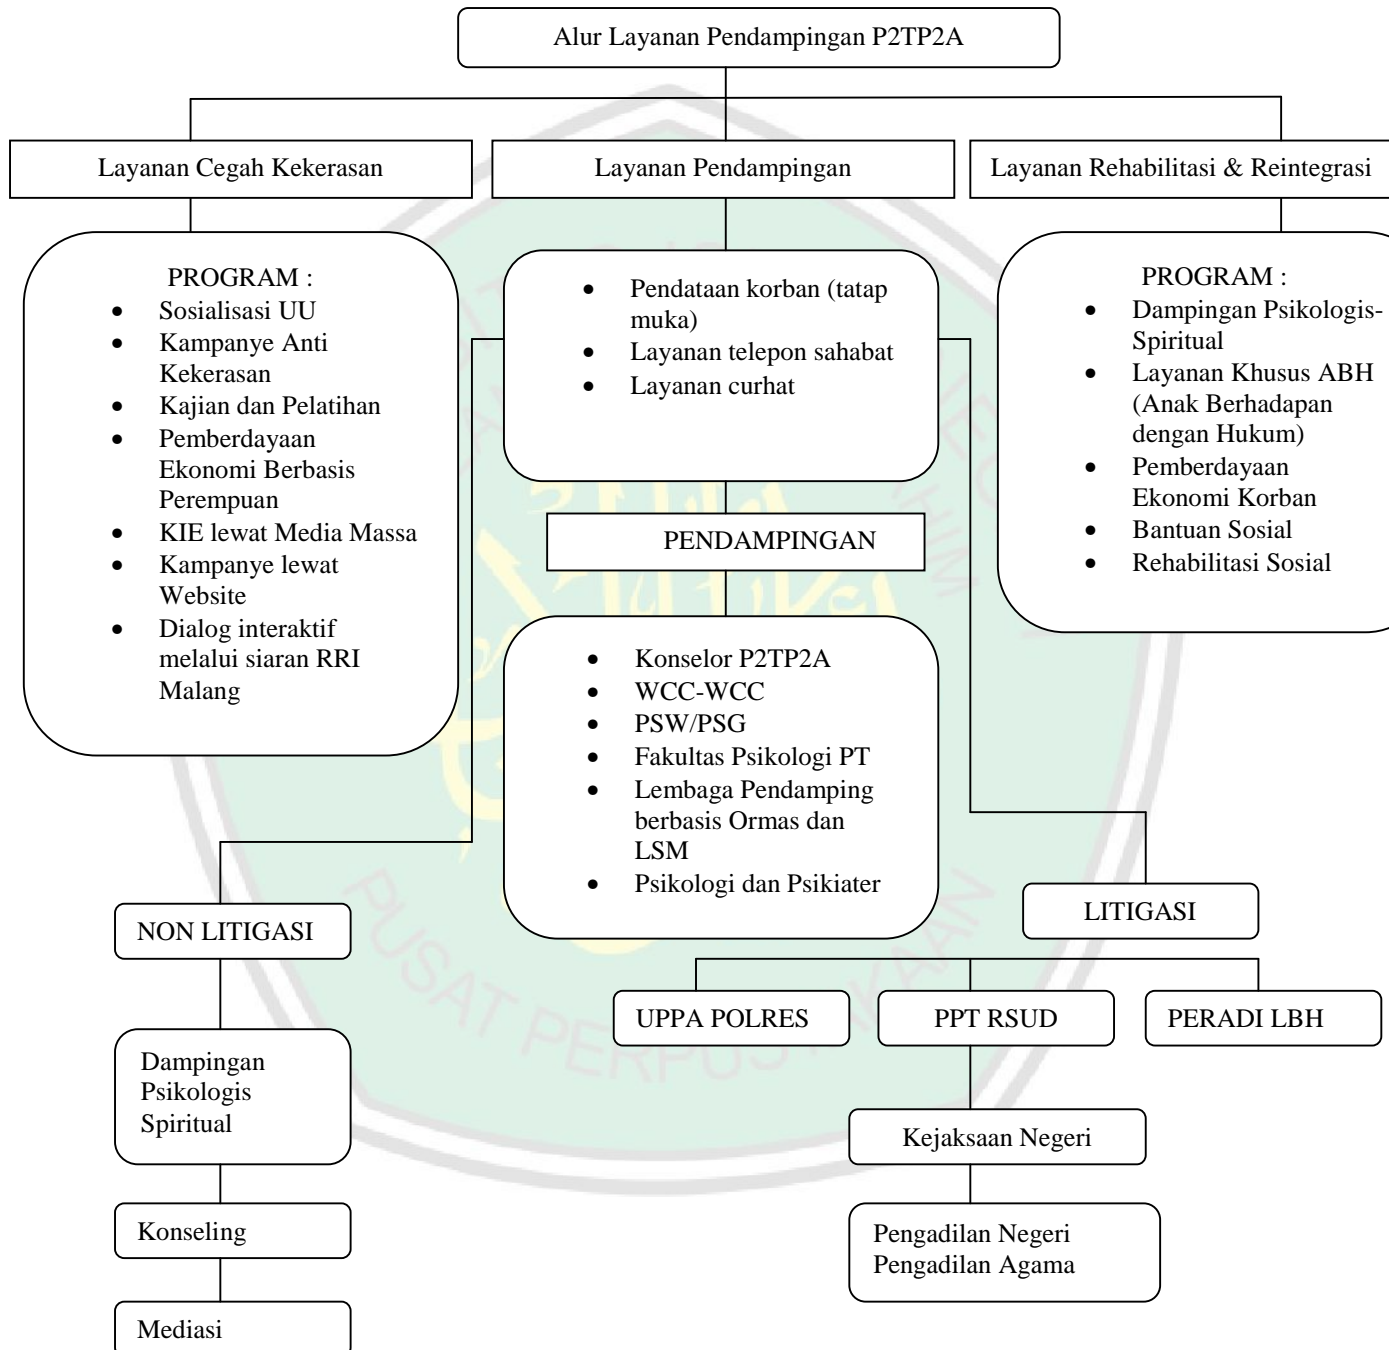 Alur Layanan Pendampingan P2TP2A
Layanan Cegah Kekerasan
Layanan Pendampingan
Layanan Rehabilitasi & Reintegrasi
PROGRAM :
• Sosialisasi UU
• Kampanye Anti
Kekerasan
• Kajian dan Pelatihan
• Pemberdayaan
Ekonomi Berbasis
Perempuan
• KIE lewat Media Massa
• Kampanye lewat
Website
• Dialog interaktif
melalui siaran RRI
Malang
• Pendataan korban (tatap
muka)
• Layanan telepon sahabat
• Layanan curhat
PROGRAM :
• Dampingan Psikologis-
Spiritual
• Layanan Khusus ABH
(Anak Berhadapan
dengan Hukum)
• Pemberdayaan
Ekonomi Korban
• Bantuan Sosial
• Rehabilitasi Sosial
PENDAMPINGAN
• Konselor P2TP2A
• WCC-WCC
• PSW/PSG
• Fakultas Psikologi PT
• Lembaga Pendamping
berbasis Ormas dan
LSM
• Psikologi dan Psikiater
NON LITIGASI
Dampingan
Psikologis
Spiritual
Konseling
Mediasi
LITIGASI
UPPA POLRES
PPT RSUD
PERADI LBH
Kejaksaan Negeri
Pengadilan Negeri
Pengadilan Agama
PUSAT PERPUSTAKAAN